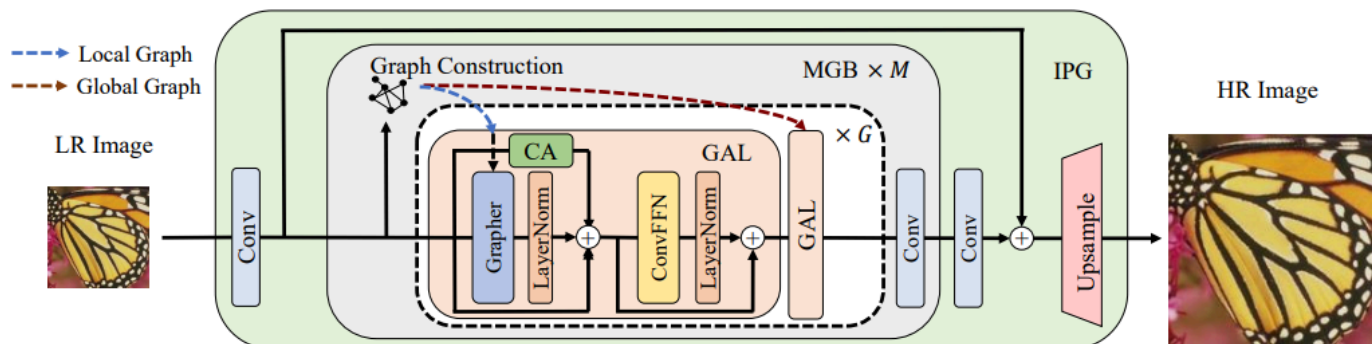 Local Graph
Global Graph
LR Image
Graph Construction
MGB × M
IPG
HR Image
× G
CA
GAL
Conv
Grapher
LayerNorm
+
ConvFFN
LayerNorm
+
GAL
Conv
Conv
+
Upsample